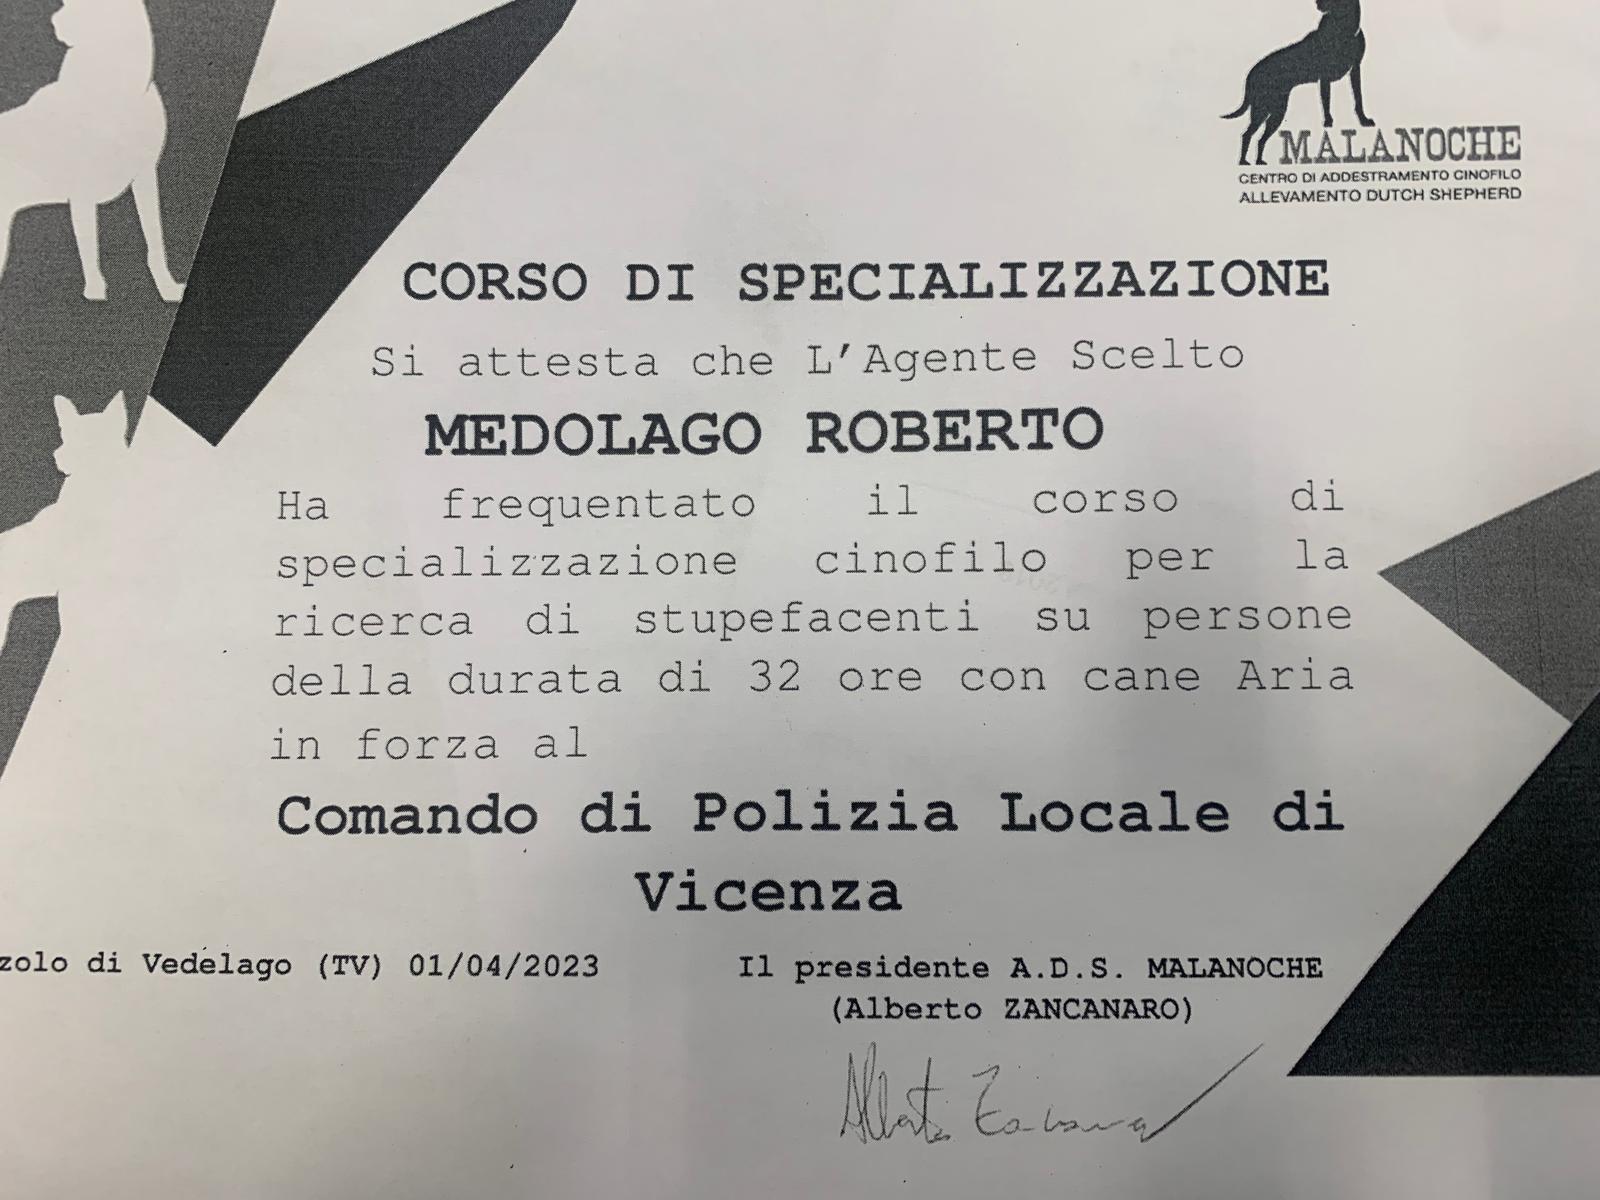 MALANOCHE
CENTRO DI ADDESTRAMENTO CINOFILO
ALLEVAMENTO DUTCH SHEPHERD
CORSO DI SPECIALIZZAZIONE
Si attesta che L'Agente Scelto
MEDOLAGO ROBERTO
Ha frequentato il corso di
specializzazione cinofilo per la
ricerca di stupefacenti su persone
della durata di 32 ore con cane Aria
in forza al
Comando di Polizia Locale di
Vicenza
zolo di Vedelago (TV) 01/04/2023
Il presidente A.D.S. MALANOCHE
(Alberto ZANCANARO)